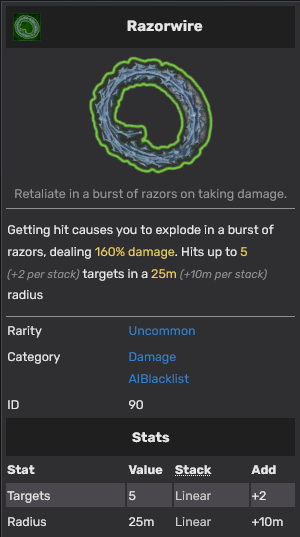 Razorwire
Retaliate in a burst of razors on taking damage.
Getting hit causes you to explode in a burst of
razors, dealing 160% damage. Hits up to 5
(+2 per stack) targets in a 25m (+10m per stack)
radius
Rarity Uncommon
Category Damage
AIBlacklist
ID 90
Stats
Stat Value Stack Add
Targets 5 Linear +2
Radius 25m Linear +10m